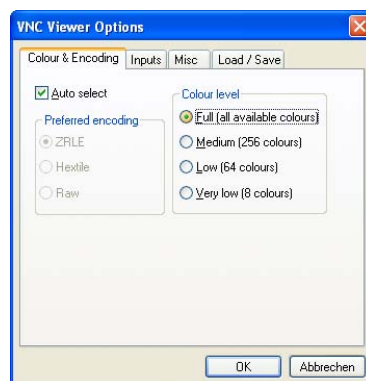 VNC Viewer Options
Colour & Encoding Inputs Misc Load / Save
Auto select
Preferred encoding
ZRLE
Hextile
Raw
Colour level
Full (all available colours)
Medium (256 colours)
Low (64 colours)
Very low (8 colours)
OK Abbrechen